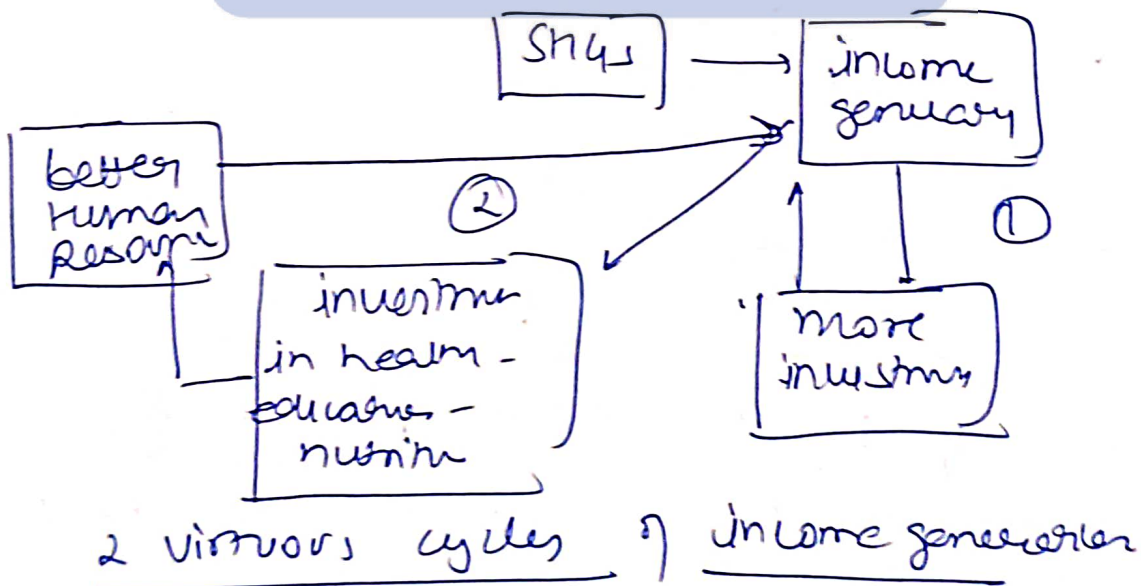 SHGs
income
generation
better
Human
Resource
②
①
investment
in health -
education -
nutrition
more
investment
2 virtuous cycles of income generation